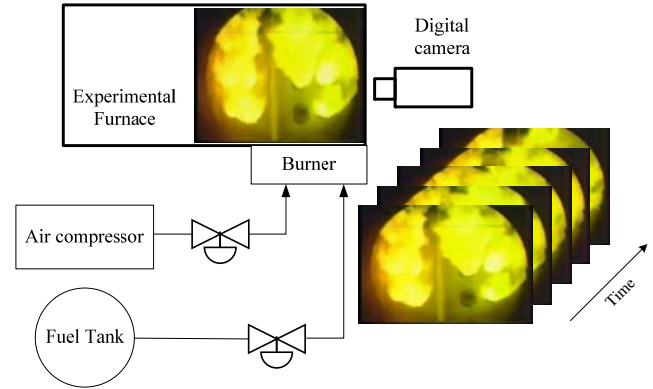 Digital
camera
Experimental
Furnace
Burner
Air compressor
Fuel Tank
Time